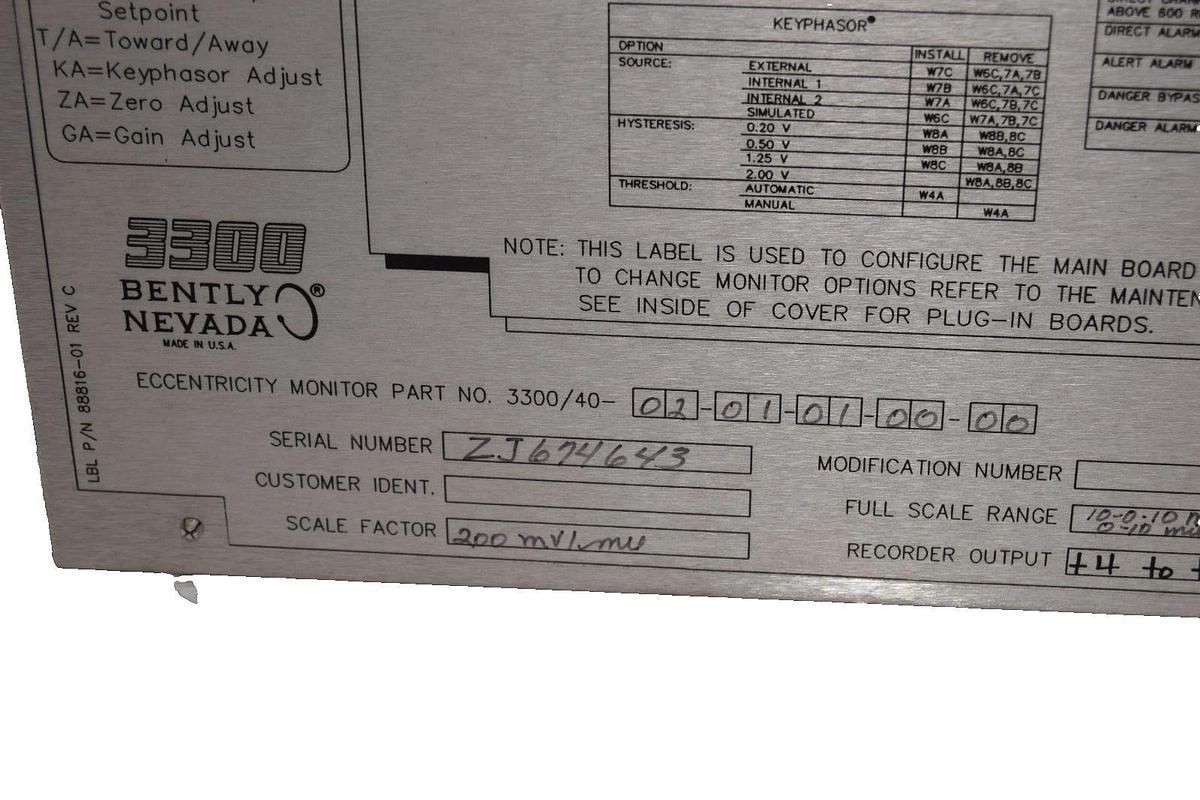 Setpoint
T/A=Toward/Away
KA=Keyphasor Adjust
ZA=Zero Adjust
GA=Gain Adjust
KEYPHASOR®
OPTION INSTALL REMOVE
SOURCE: EXTERNAL W7C W6C,7A,7B
INTERNAL 1 W7B W6C,7A,7C
INTERNAL 2 W7A W6C,7B,7C
SIMULATED W6C W7A,7B,7C
HYSTERESIS: 0.20 V W8A W8B,8C
0.50 V W8B W8A,8C
1.25 V W8C W8A,8B
2.00 V W8A,8B,8C
THRESHOLD: AUTOMATIC W4A
MANUAL W4A
ABOVE 600 R
DIRECT ALARM
ALERT ALARM
DANGER BYPAS
DANGER ALARM
NOTE: THIS LABEL IS USED TO CONFIGURE THE MAIN BOARD
TO CHANGE MONITOR OPTIONS REFER TO THE MAINTEN
SEE INSIDE OF COVER FOR PLUG-IN BOARDS.
3300
BENTLY
NEVADA ®
MADE IN U.S.A.
LBL P/N 88816-01 REV C
ECCENTRICITY MONITOR PART NO. 3300/40- 02-01-01-00-00
SERIAL NUMBER ZJ674643
CUSTOMER IDENT.
SCALE FACTOR 200 mV/mil
MODIFICATION NUMBER
FULL SCALE RANGE 10-0-10 m
0-10 mi
RECORDER OUTPUT +4 to +